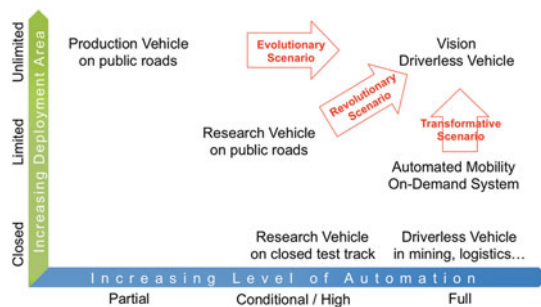 Increasing Deployment Area
Unlimited
Limited
Closed
Production Vehicle
on public roads
Evolutionary
Scenario
Vision
Driverless Vehicle
Revolutionary
Scenario
Research Vehicle
on public roads
Transformative
Scenario
Automated Mobility
On-Demand System
Research Vehicle
on closed test track
Driverless Vehicle
in mining, logistics...
Increasing Level of Automation
Partial
Conditional / High
Full